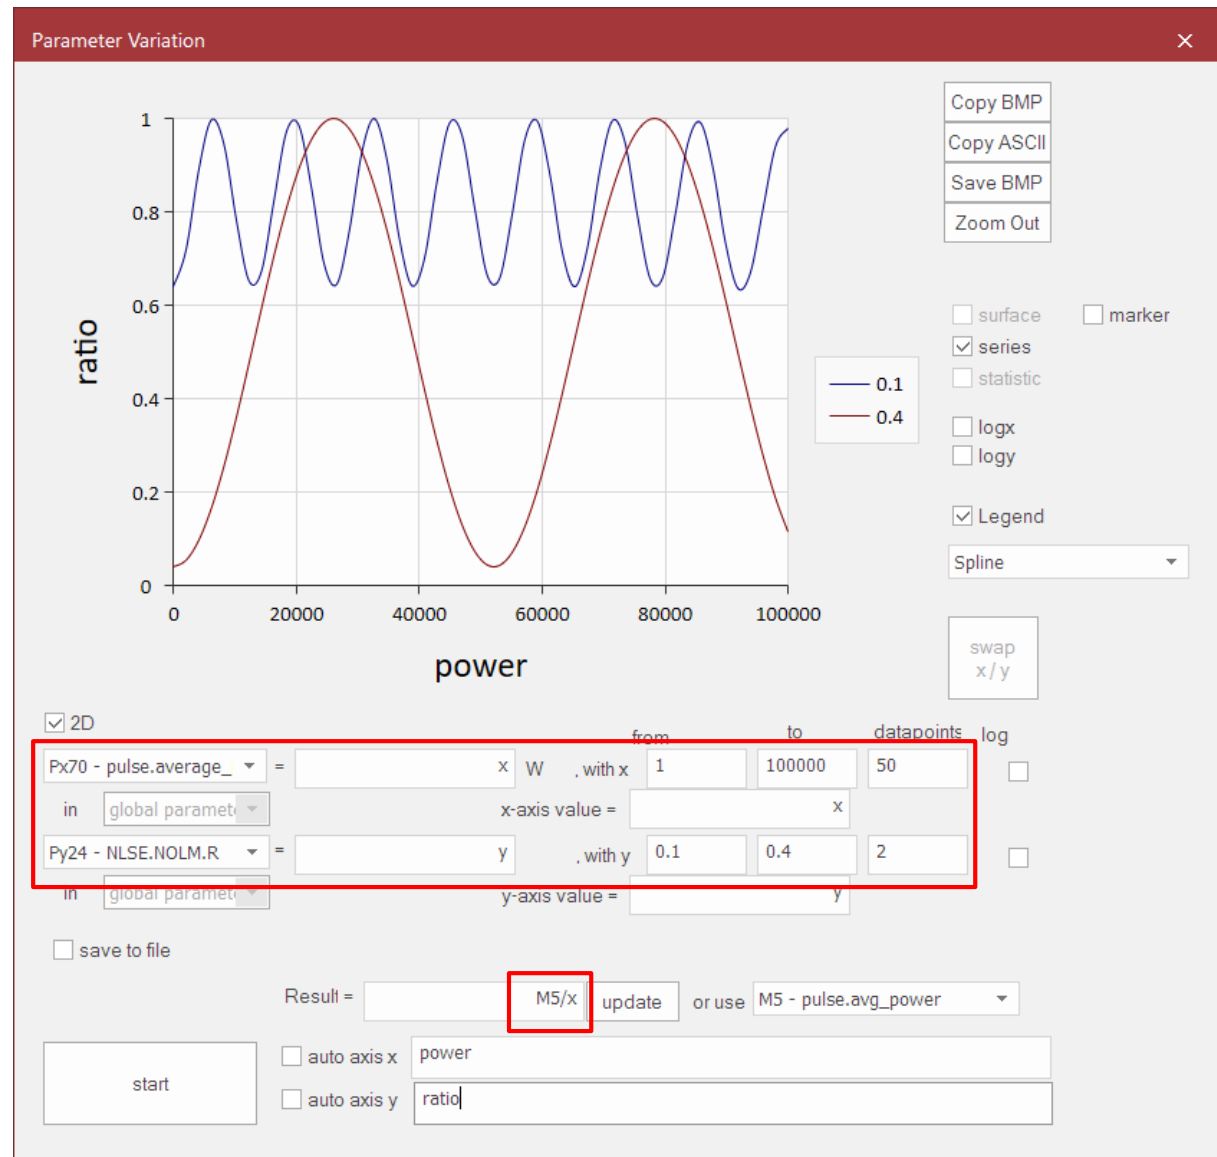 Parameter Variation
Copy BMP
Copy ASCII
Save BMP
Zoom Out
1
0.8
0.6
0.4
0.2
0
ratio
0 20000 40000 60000 80000 100000
power
0.1
0.4
surface marker
series
statistic
logx
logy
Legend
Spline
swap
x / y
2D
from to datapoints log
Px70 - pulse.average_ = x W , with x 1 100000 50
in global paramete x-axis value = x
Py24 - NLSE.NOLM.R = y , with y 0.1 0.4 2
in global paramete y-axis value = y
save to file
Result = M5/x update or use M5 - pulse.avg_power
start
auto axis x power
auto axis y ratio